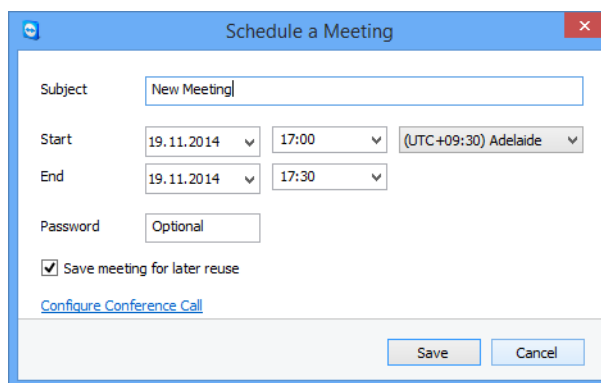 Schedule a Meeting
Subject New Meeting
Start 19.11.2014 17:00 (UTC+09:30) Adelaide
End 19.11.2014 17:30
Password Optional
Save meeting for later reuse
Configure Conference Call
Save Cancel